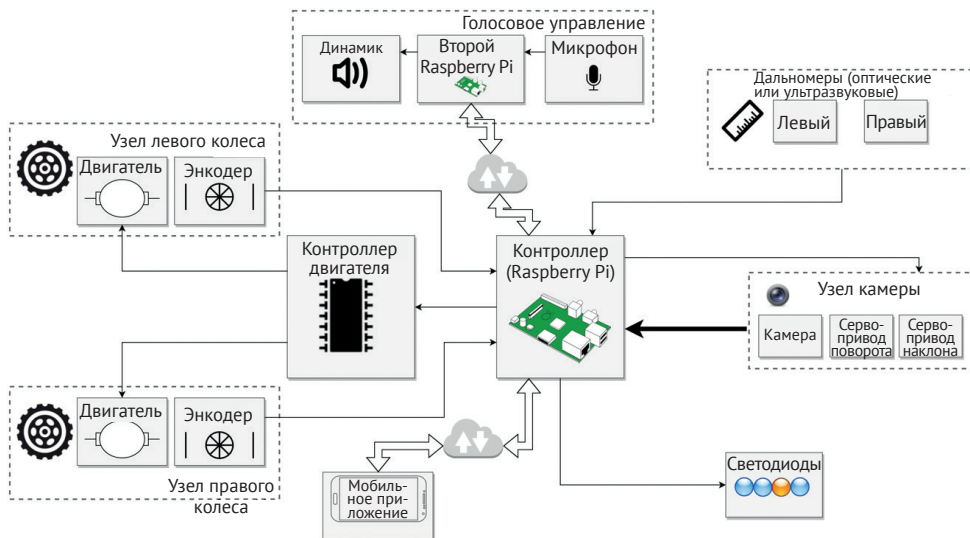 Голосовое управление
Динамик
Второй
Raspberry Pi
Микрофон
Дальномеры (оптические
или ультразвуковые)
Левый
Правый
Узел левого колеса
Двигатель
Энкодер
Контроллер
двигателя
Контроллер
(Raspberry Pi)
Узел камеры
Камера
Серво-
привод
поворота
Серво-
привод
наклона
Двигатель
Энкодер
Узел правого
колеса
Мобиль-
ное при-
ложение
Светодиоды